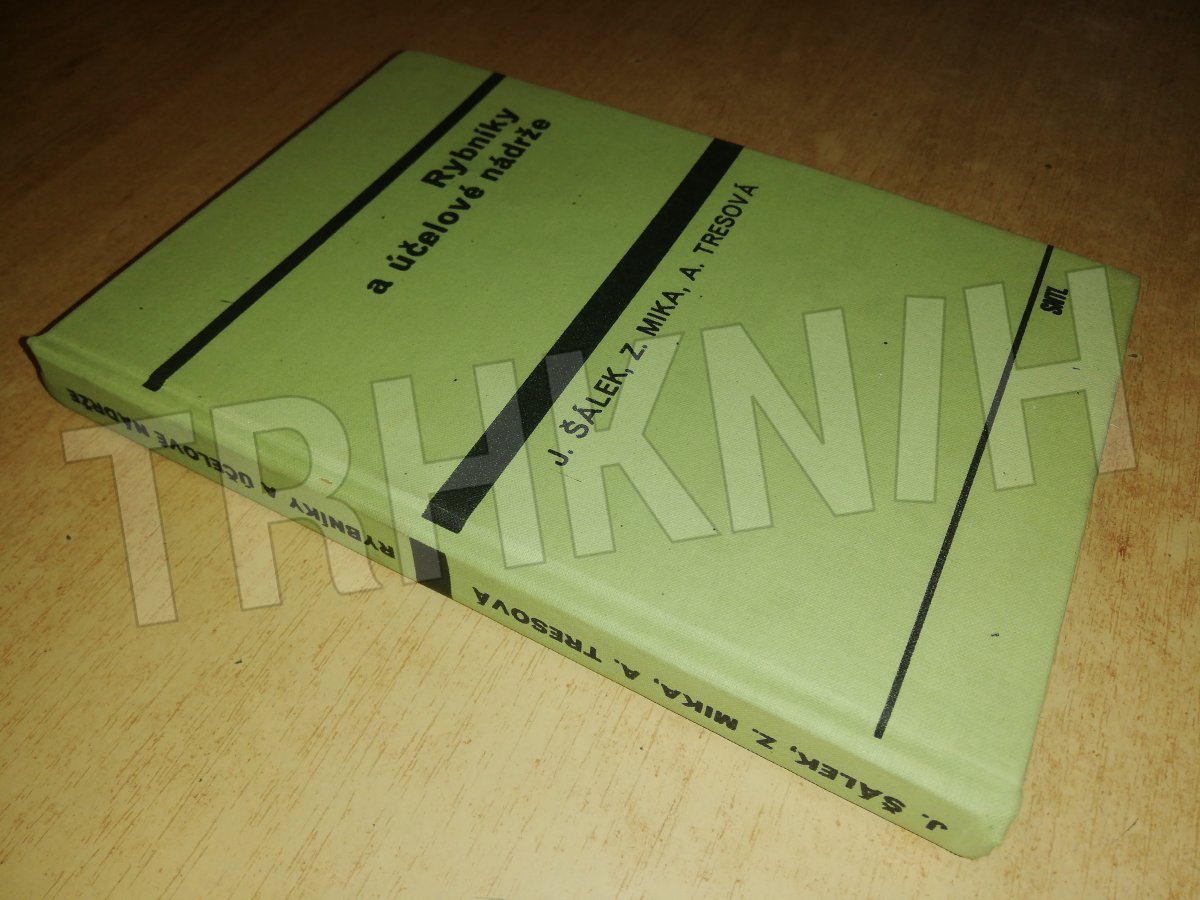 Rybníky
a účelové nádrže
J. ŠÁLEK, Z. MIKA, A. TRESOVÁ
SNTL
RYBNÍKY A ÚČELOVÉ NÁDRŽE
J. ŠÁLEK, Z. MIKA, A. TRESOVÁ
TRHKNIH